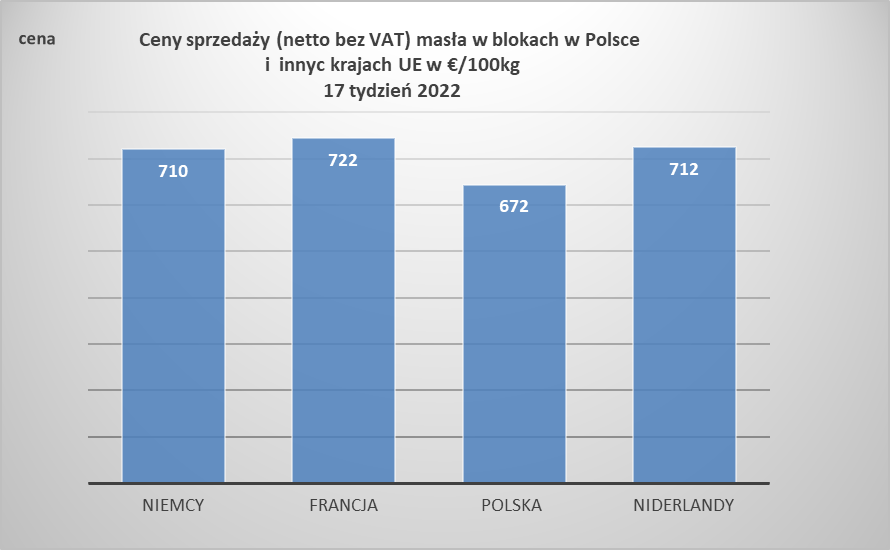 cena
Ceny sprzedaży (netto bez VAT) masła w blokach w Polsce
i innyc krajach UE w €/100kg
17 tydzień 2022
710
722
672
712
NIEMCY
FRANCJA
POLSKA
NIDERLANDY